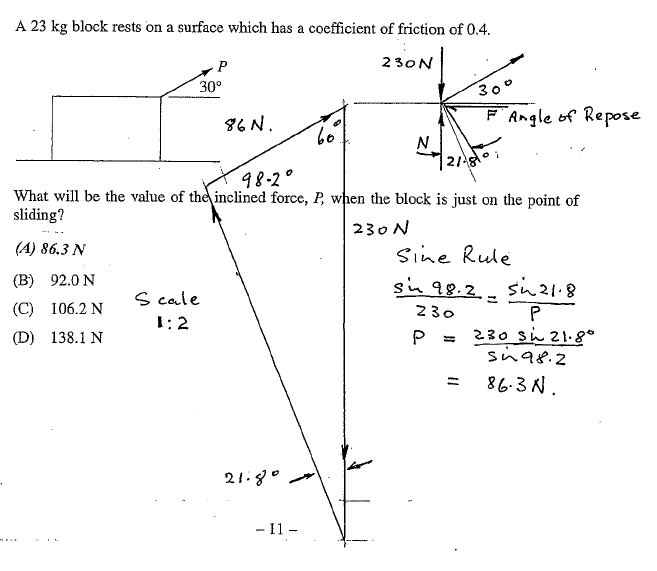 A 23 kg block rests on a surface which has a coefficient of friction of 0.4.
P
30°
230N
30°
F Angle of Repose
N
21.8°
86N.
60°
98.2°
What will be the value of the inclined force, P, when the block is just on the point of
sliding?
230N
(A) 86.3 N
(B) 92.0 N
(C) 106.2 N
(D) 138.1 N
Scale
1:2
Sine Rule
sin 98.2 = sin 21.8
230 P
P = 230 sin 21.8°
sin 98.2
= 86.3N.
21.8°
– 11 –